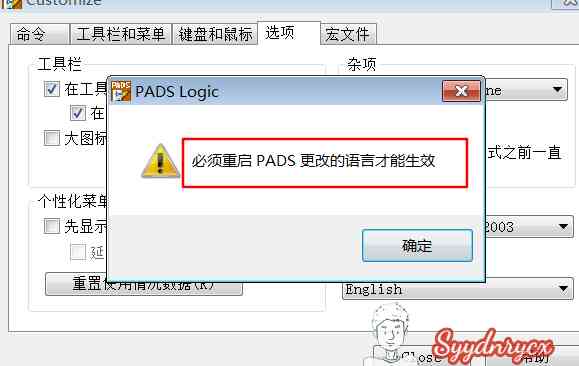 Customize
命令
工具栏和菜单
键盘和鼠标
选项
宏文件
工具栏
杂项
在工具
在
大图标
PADS Logic
必须重启 PADS 更改的语言才能生效
确定
式之前一直
个性化菜单
先显示
延
2003
重置使用情况数据(R)
English
Close
帮助
Syydnrycx